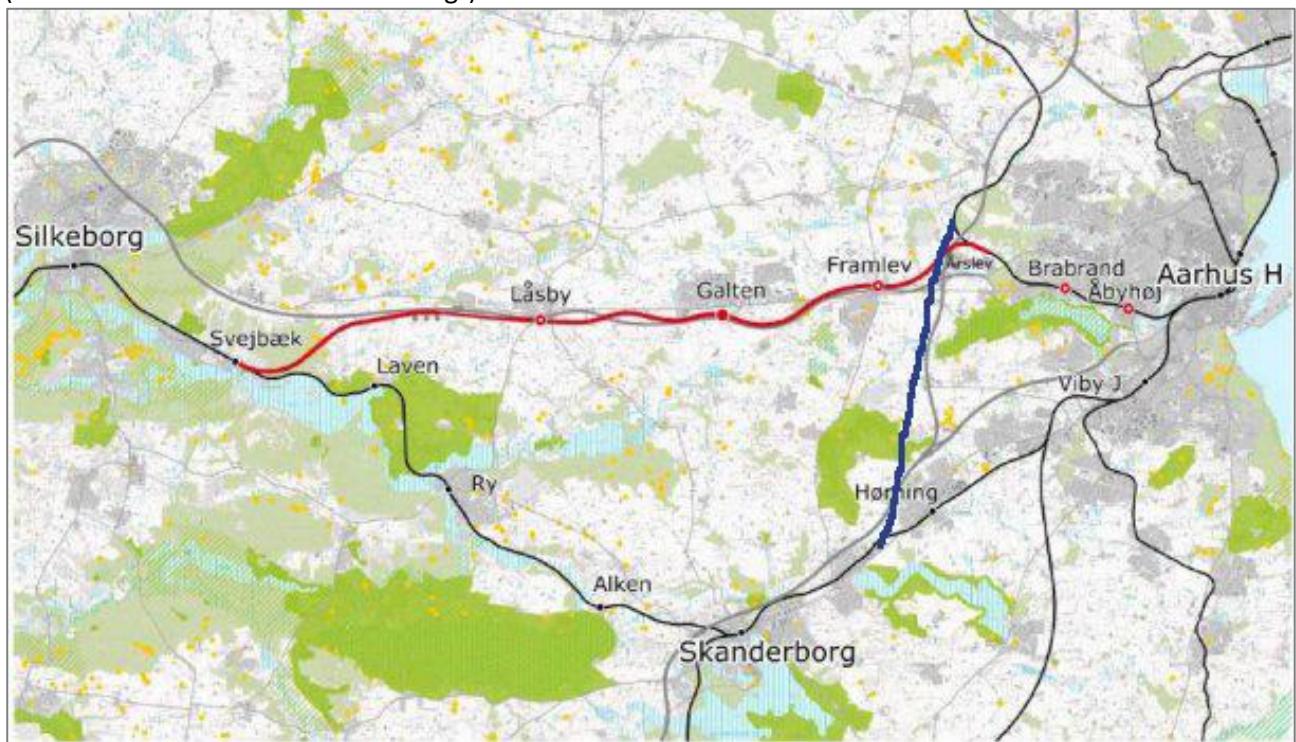 Silkeborg
Framlev
Årslev
Brabrand
Aarhus H
Låsby
Galten
Åbyhøj
Svejbæk
Laven
Viby J
Ry
Hørning
Alken
Skanderborg